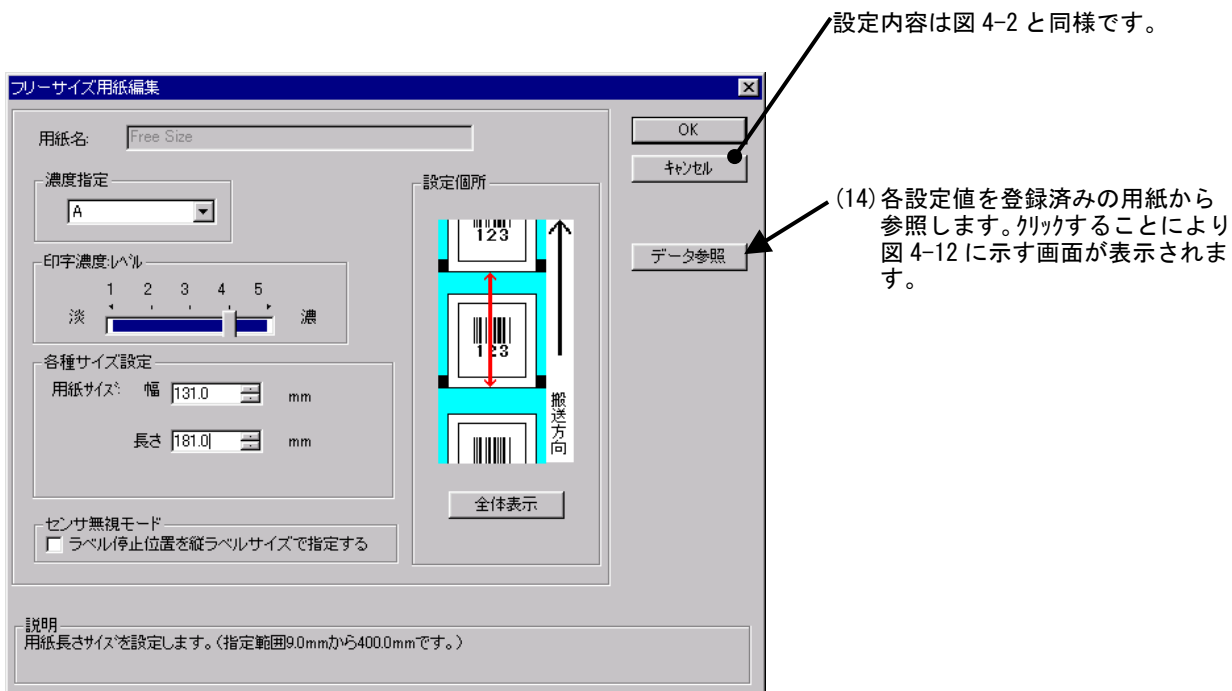 設定内容は図 4-2 と同様です。
フリーサイズ用紙編集
用紙名:
Free Size
OK
キャンセル
濃度指定
A
設定個所
(14)各設定値を登録済みの用紙から
参照します。クリックすることにより
図 4-12 に示す画面が表示されま
す。
データ参照
印字濃度:レベル
1 2 3 4 5
淡
濃
123
123
搬送方向
各種サイズ設定
用紙サイズ: 幅 131.0 mm
長さ 181.0 mm
全体表示
センサ無視モード
ラベル停止位置を縦ラベルサイズで指定する
説明
用紙長さサイズを設定します。(指定範囲9.0mmから400.0mmです。)